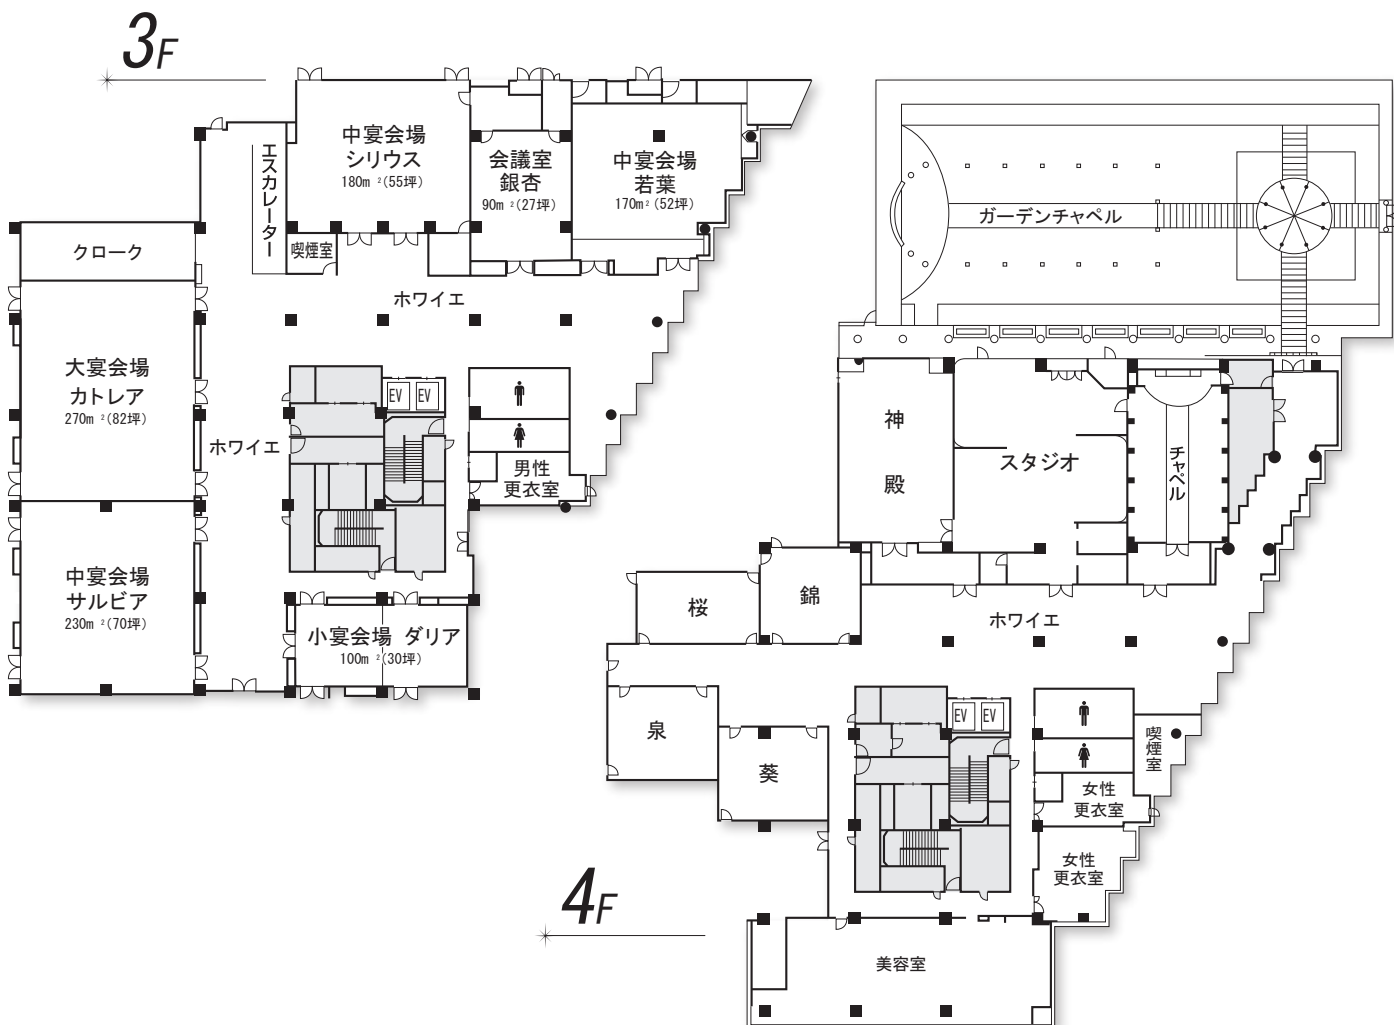 3F
中宴会場
シリウス
180m²(55坪)
会議室
銀杏
90m²(27坪)
中宴会場
若葉
170m²(52坪)
エスカレーター
喫煙室
クローク
ホワイエ
大宴会場
カトレア
270m²(82坪)
ホワイエ
EV EV
男性
更衣室
中宴会場
サルビア
230m²(70坪)
小宴会場 ダリア
100m²(30坪)
4F
ガーデンチャペル
神殿
スタジオ
チャペル
桜
錦
ホワイエ
泉
葵
EV EV
喫煙室
女性
更衣室
女性
更衣室
美容室